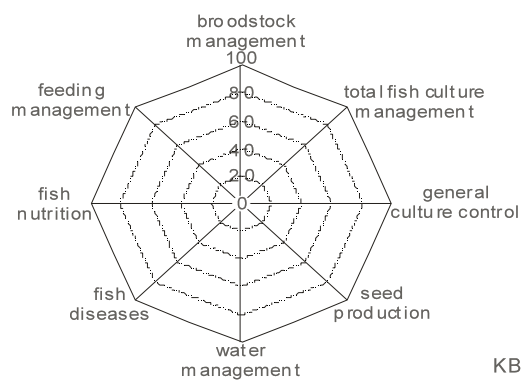 broodstock
management
100
feeding
management
80
total fish culture
management
60
40
20
fish
nutrition
0
general
culture control
fish
diseases
seed
production
water
management
KB